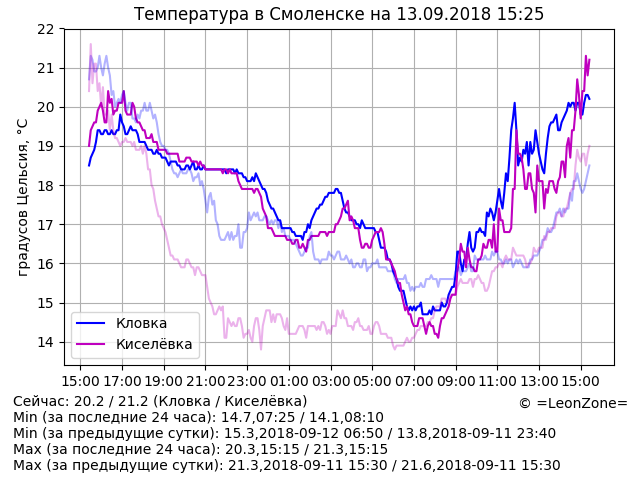 Температура в Смоленске на 13.09.2018 15:25
градусов Цельсия, °C
22
21
20
19
18
17
16
15
14
Кловка
Киселёвка
15:00 17:00 19:00 21:00 23:00 01:00 03:00 05:00 07:00 09:00 11:00 13:00 15:00
Сейчас: 20.2 / 21.2 (Кловка / Киселёвка)
© =LeonZone=
Min (за последние 24 часа): 14.7,07:25 / 14.1,08:10
Min (за предыдущие сутки): 15.3,2018-09-12 06:50 / 13.8,2018-09-11 23:40
Max (за последние 24 часа): 20.3,15:15 / 21.3,15:15
Max (за предыдущие сутки): 21.3,2018-09-11 15:30 / 21.6,2018-09-11 15:30